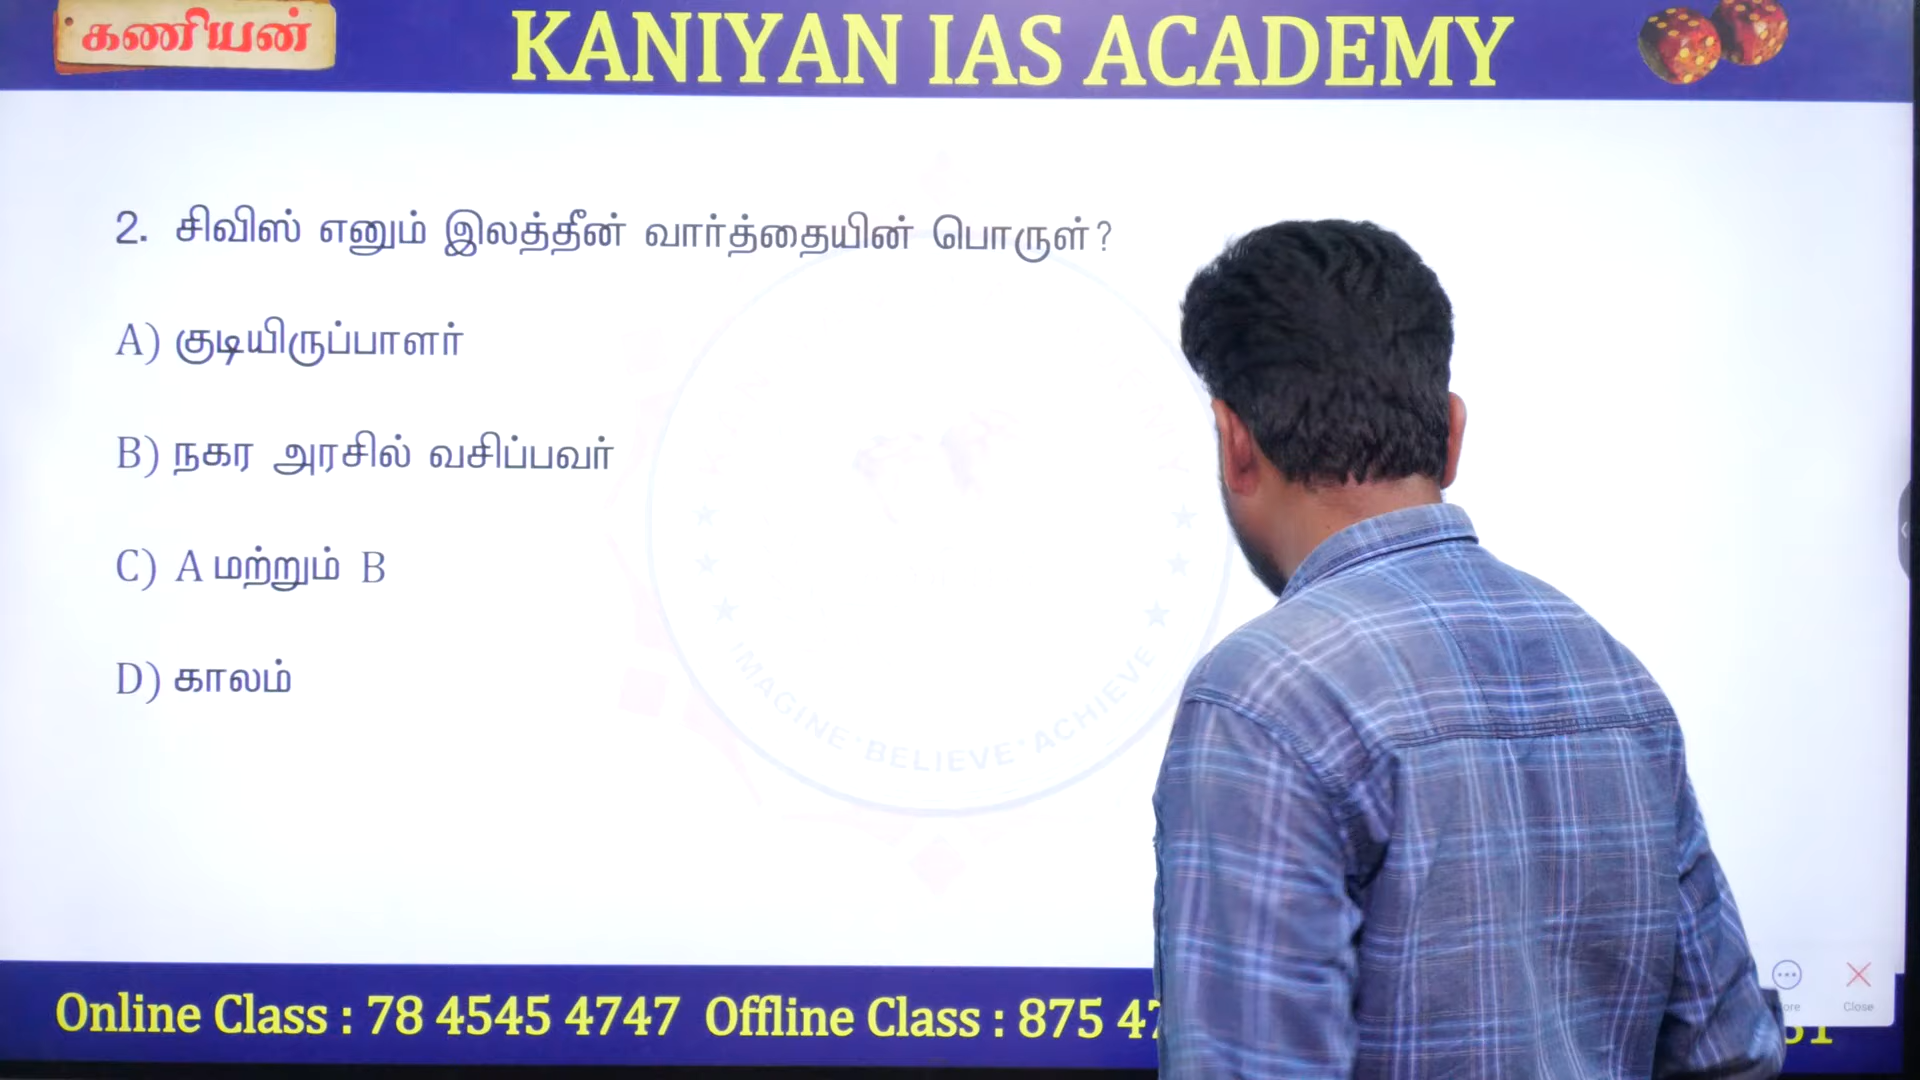 கணியன்
KANIYAN IAS ACADEMY
2. சிவிஸ் எனும் இலத்தீன் வார்த்தையின் பொருள்?
A) குடியிருப்பாளர்
B) நகர அரசில் வசிப்பவர்
C) A மற்றும் B
D) காலம்
IMAGINE * BELIEVE * ACHIEVE
Online Class : 78 4545 4747 Offline Class : 875 47
Close